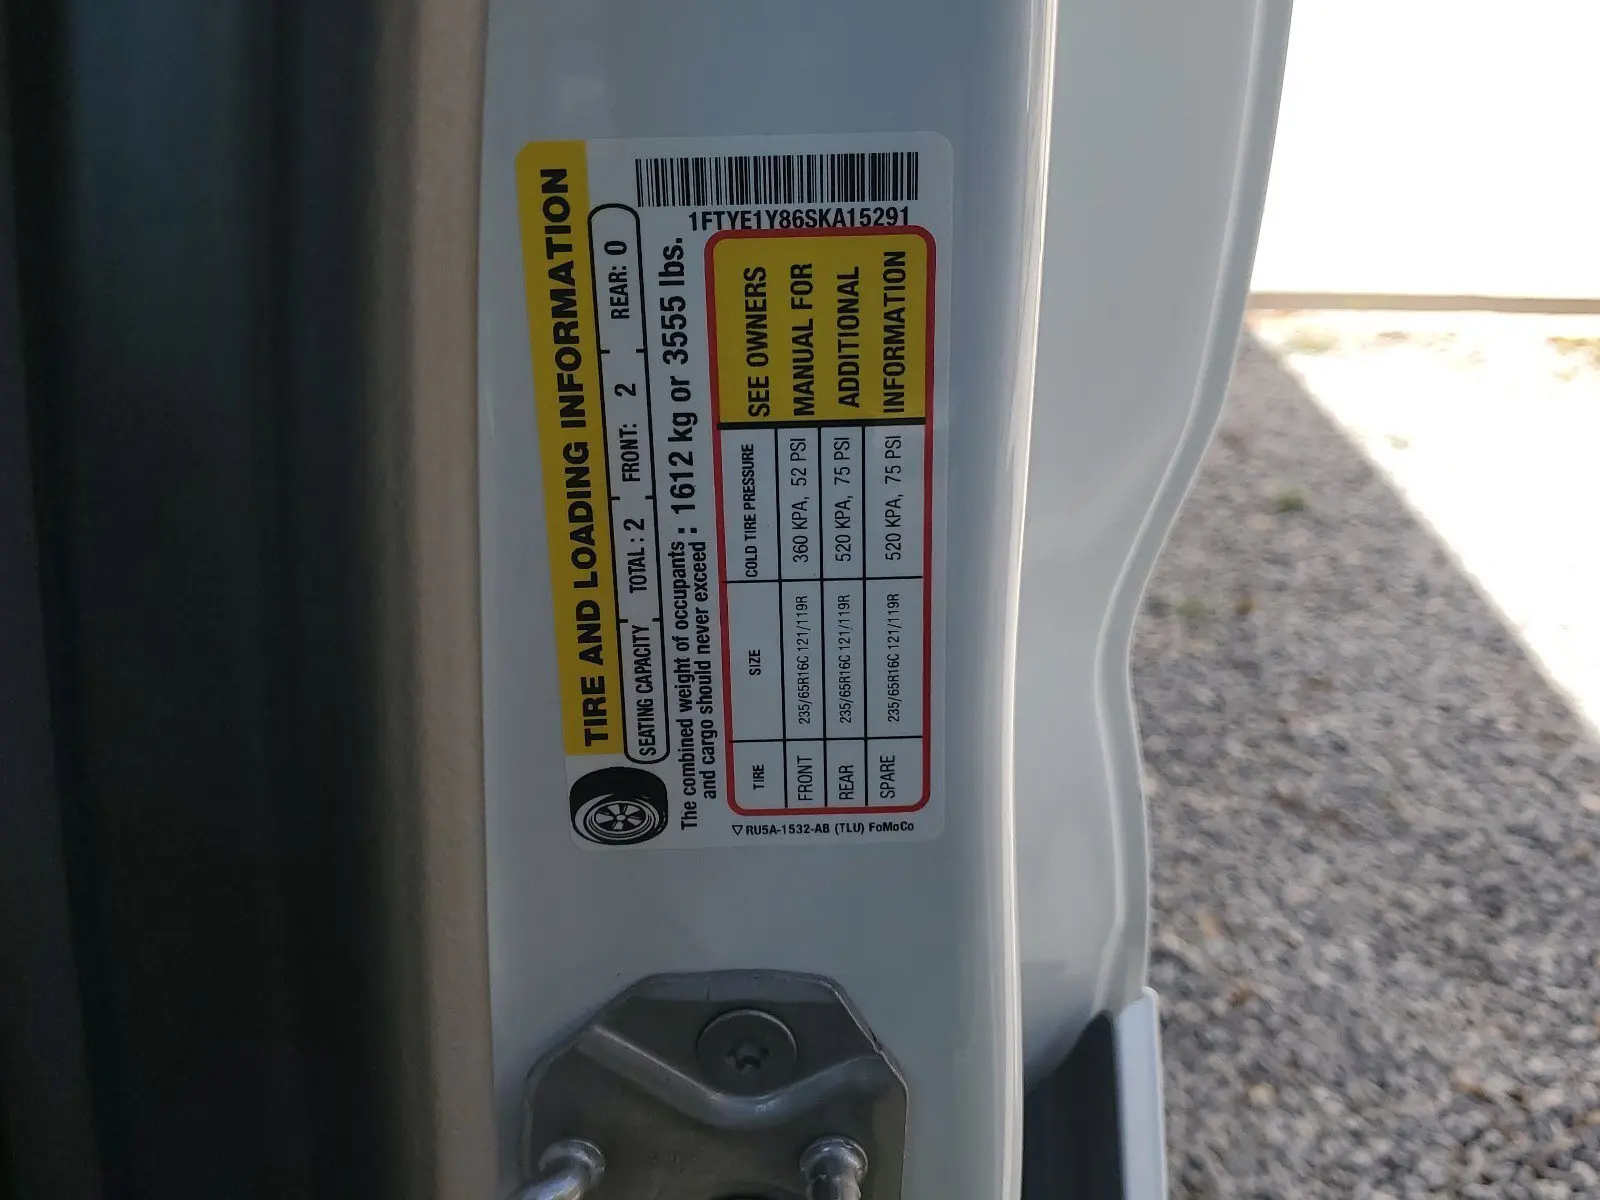 TIRE AND LOADING INFORMATION
SEATING CAPACITY TOTAL : 2 FRONT: 2 REAR: 0
The combined weight of occupants
and cargo should never exceed : 1612 kg or 3555 lbs.
1FTYE1Y86SKA15291
TIRE SIZE COLD TIRE PRESSURE
FRONT 235/65R16C 121/119R 360 KPA, 52 PSI
REAR 235/65R16C 121/119R 520 KPA, 75 PSI
SPARE 235/65R16C 121/119R 520 KPA, 75 PSI
SEE OWNERS
MANUAL FOR
ADDITIONAL
INFORMATION
RU5A-1532-AB (TLU) FoMoCo